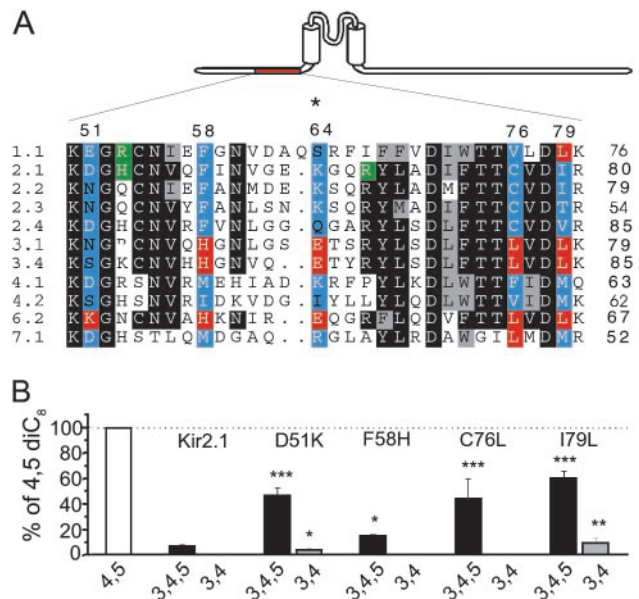 A
*
51 58 64 76 79
1.1 KEGRCNIEFGNVDAQSRFIFFVDIWTTVLDLK 76
2.1 KDGHCNVQFINVGE.KGQRYLADIFTTCVDIR 80
2.2 KNGQCNIEFANMDE.KSQRYLADMFTTCVDIR 79
2.3 KNGQCNVYFANLSN.KSQRYMADIFTTCVDTR 54
2.4 KDGHCNVRFVNLGN.QGARYLSDLFTTCVDVR 85
3.1 KNGPCNVQHGNLGS.ETSRYLSDLFTTLVDLK 79
3.4 KSGKCNVHHGNVQ..ETYRYLSDLFTTLVDLK 85
4.1 KDGRSNVRMEHIAD.KRFPYLKDLWTTFIDMQ 63
4.2 KSGHCNVRIDKVDG.IYLLYLQDIWTTVIDMK 62
6.2 KKGNCNVAHKNIR..EQGRFLQDVFTTLVDLK 67
7.1 KDGHSTLQMDGAQ..RGLAYLRDAWGILMDMR 52
B
% of 4,5 diC8
100
80
60
40
20
0
Kir2.1 D51K F58H C76L I79L
*** * * *** *** **
4,5 3,4,5 3,4 3,4,5 3,4 3,4,5 3,4 3,4,5 3,4 3,4,5 3,4